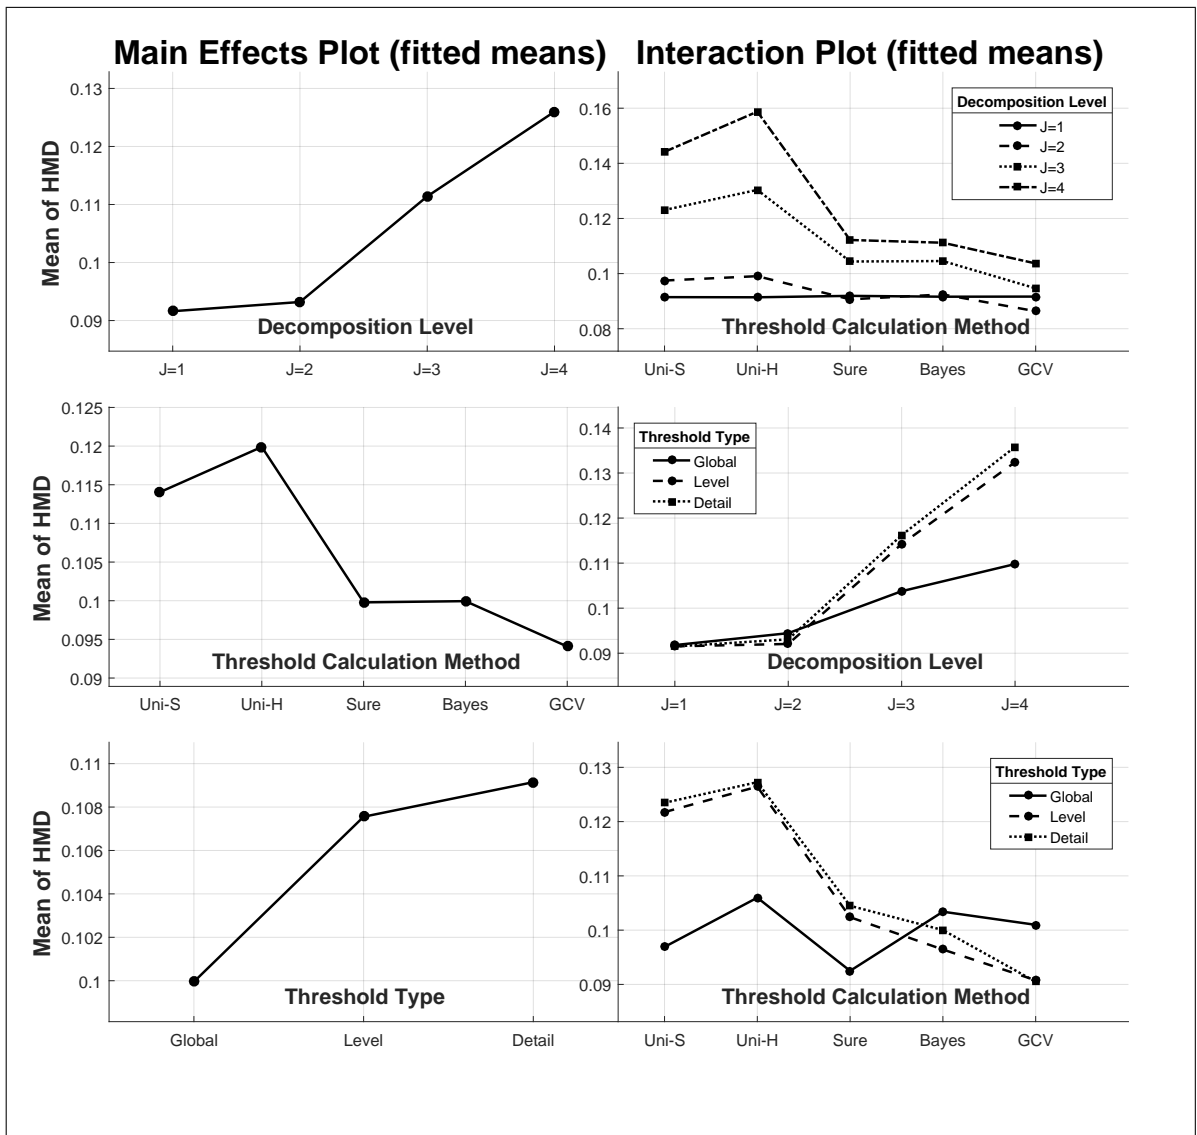 Main Effects Plot (fitted means)
Interaction Plot (fitted means)
Mean of HMD
0.13
0.12
0.11
0.1
0.09
Decomposition Level
J=1
J=2
J=3
J=4
0.16
0.14
0.12
0.1
0.08
Decomposition Level
J=1
J=2
J=3
J=4
Threshold Calculation Method
Uni-S
Uni-H
Sure
Bayes
GCV
Mean of HMD
0.125
0.12
0.115
0.11
0.105
0.1
0.095
0.09
Threshold Calculation Method
Uni-S
Uni-H
Sure
Bayes
GCV
0.14
0.13
0.12
0.11
0.1
0.09
Threshold Type
Global
Level
Detail
Decomposition Level
J=1
J=2
J=3
J=4
Mean of HMD
0.11
0.108
0.106
0.104
0.102
0.1
Threshold Type
Global
Level
Detail
0.13
0.12
0.11
0.1
0.09
Threshold Type
Global
Level
Detail
Threshold Calculation Method
Uni-S
Uni-H
Sure
Bayes
GCV